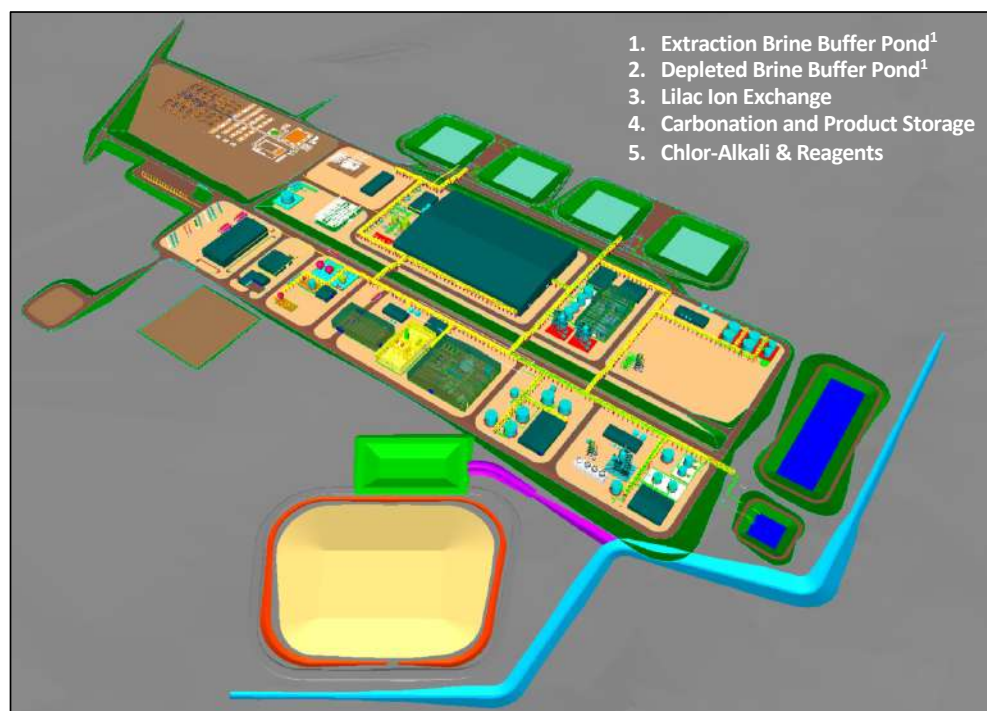 1. Extraction Brine Buffer Pond¹
2. Depleted Brine Buffer Pond¹
3. Lilac Ion Exchange
4. Carbonation and Product Storage
5. Chlor-Alkali & Reagents